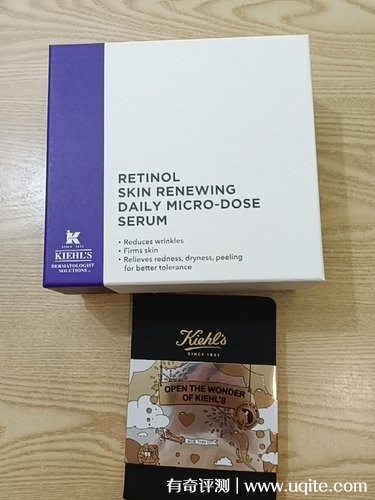 RETINOL
SKIN RENEWING
DAILY MICRO-DOSE
SERUM
• Reduces wrinkles
• Firms skin
• Relieves redness, dryness, peeling
for better tolerance
K
SINCE 1851
KIEHL'S
DERMATOLOGIST
SOLUTIONS™
Kiehl's
SINCE 1851
OPEN THE WONDER
OF KIEHL'S
有奇评测 | www.uqite.com